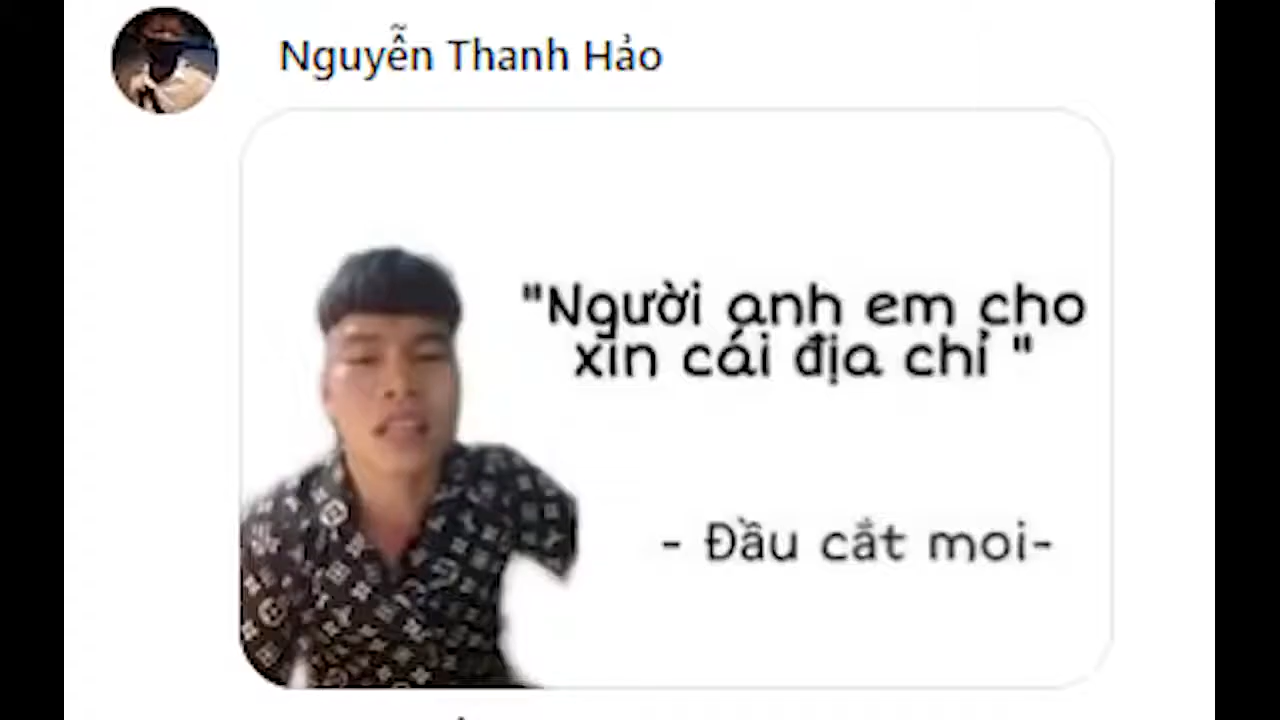 Nguyễn Thanh Hảo
"Người anh em cho
xin cái địa chỉ "
- Đầu cắt moi-